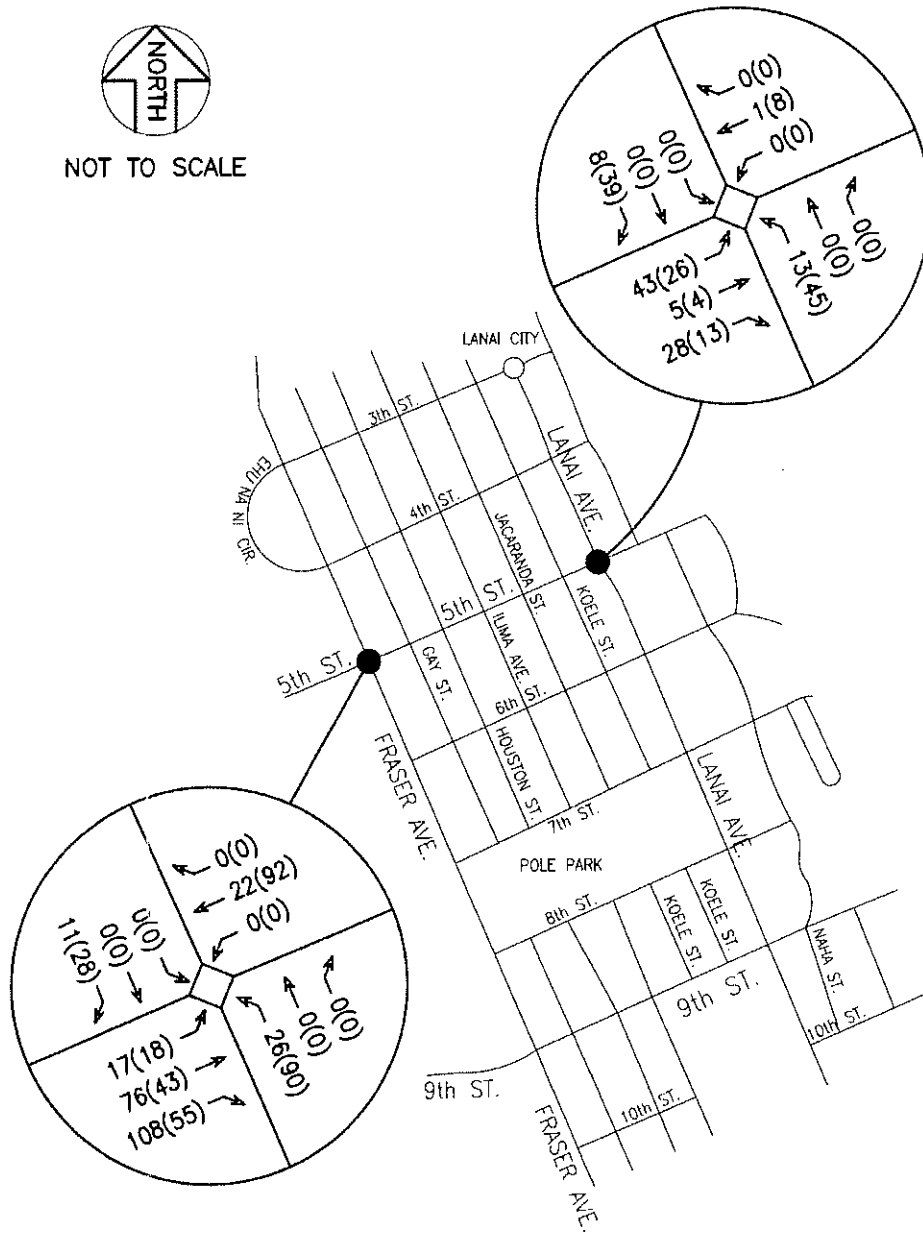 NORTH
NOT TO SCALE
0(0)
1(8)
0(0)
0(0)
0(0)
8(39)
0(0)
0(0)
13(45)
43(26)
5(4)
28(13)
LANAI CITY
3th ST.
EHU NA NI CIR.
4th ST.
LANAI AVE.
JACARANDA ST.
5th ST.
KOELE ST.
5th ST.
GAY ST.
ILIMA AVE.
6th ST.
HOUSTON ST.
FRASER AVE.
7th ST.
LANAI AVE.
POLE PARK
8th ST.
KOELE ST.
KOELE ST.
9th ST.
NAHA ST.
10th ST.
9th ST.
10th ST.
FRASER AVE.
0(0)
22(92)
0(0)
0(0)
0(0)
11(28)
0(0)
0(0)
26(90)
17(18)
76(43)
108(55)